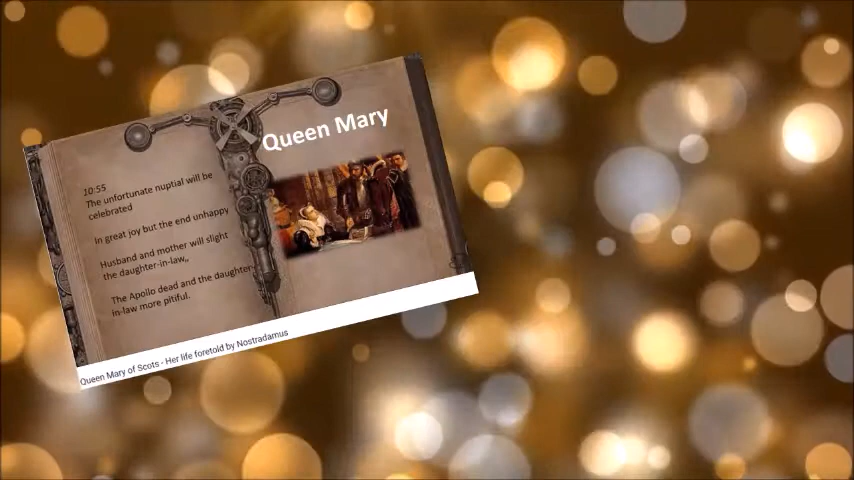 10:55
The unfortunate nuptial will be
celebrated
In great joy but the end unhappy
Husband and mother will slight
the daughter-in-law,,
The Apollo dead and the daughter-
in-law more pitiful.
Queen Mary
Queen Mary of Scots - Her life foretold by Nostradamus